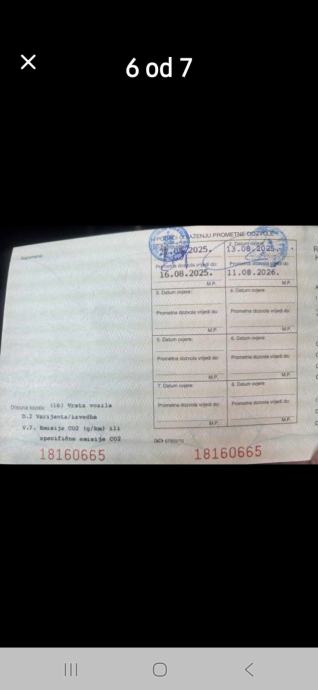 6 od 7
Napomena:
PRODUŽENJU PROMETNE DOZVOLE
.2025. 13.08.2025.
Prometna dozvola vrijedi do: Prometna dozvola vrijedi do:
16.08.2025. 11.08.2026.
M.P. M.P.
3. Datum ovjere: 4. Datum ovjere:
Prometna dozvola vrijedi do: Prometna dozvola vrijedi do:
M.P. M.P.
5. Datum ovjere: 6. Datum ovjere:
Prometna dozvola vrijedi do: Prometna dozvola vrijedi do:
M.P. M.P.
7. Datum ovjere: 8. Datum ovjere:
Prometna dozvola vrijedi do: Prometna dozvola vrijedi do:
M.P. M.P.
(16) Vrsta vozila
D.2 Varijanta/izvedba
V.7. Emisije CO2 (g/km) ili
specifične emisije CO2
18160665 18160665